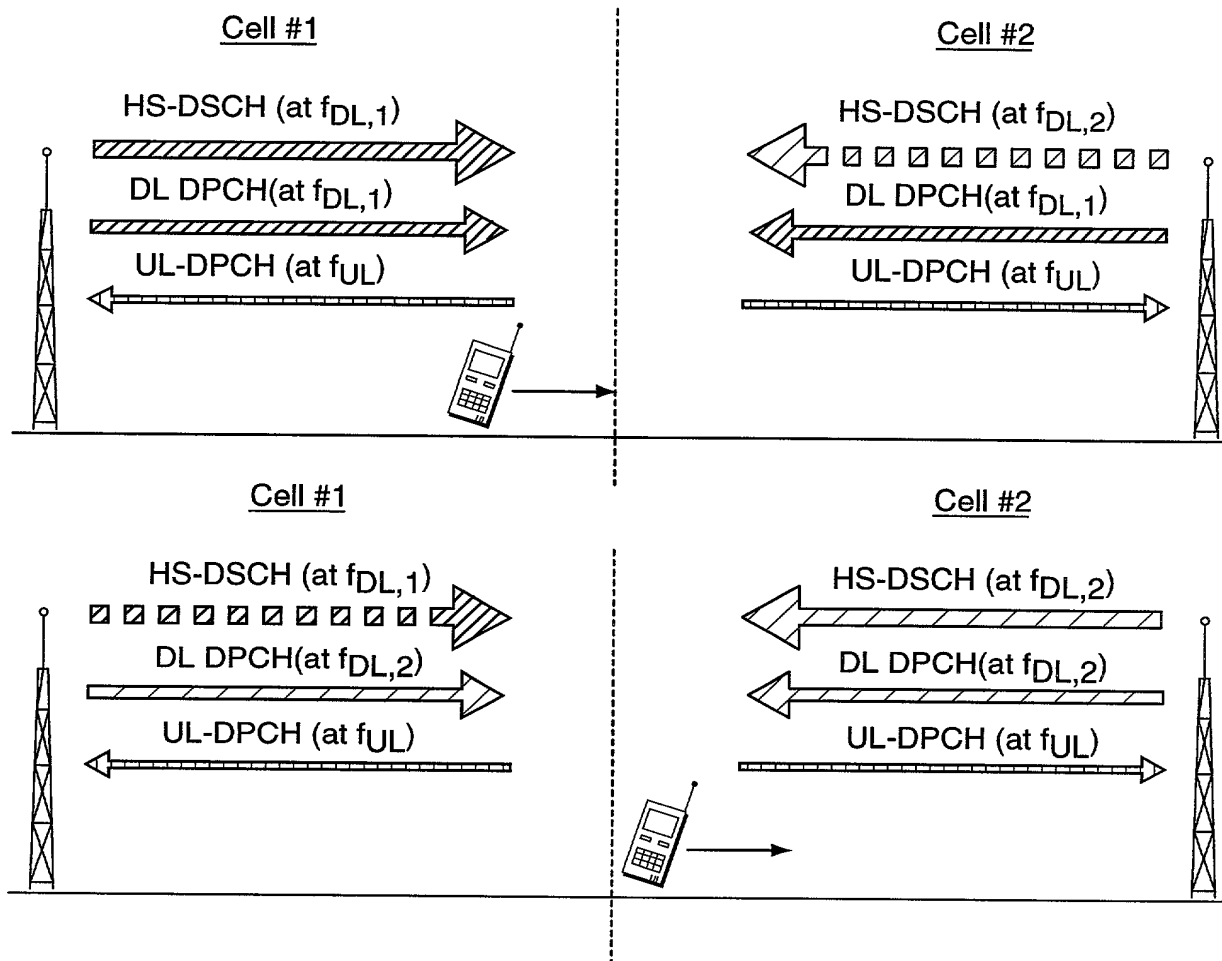 Cell #1
Cell #2
HS-DSCH (at fDL,1)
HS-DSCH (at fDL,2)
DL DPCH(at fDL,1)
DL DPCH(at fDL,1)
UL-DPCH (at fUL)
UL-DPCH (at fUL)
Cell #1
Cell #2
HS-DSCH (at fDL,1)
HS-DSCH (at fDL,2)
DL DPCH(at fDL,2)
DL DPCH(at fDL,2)
UL-DPCH (at fUL)
UL-DPCH (at fUL)